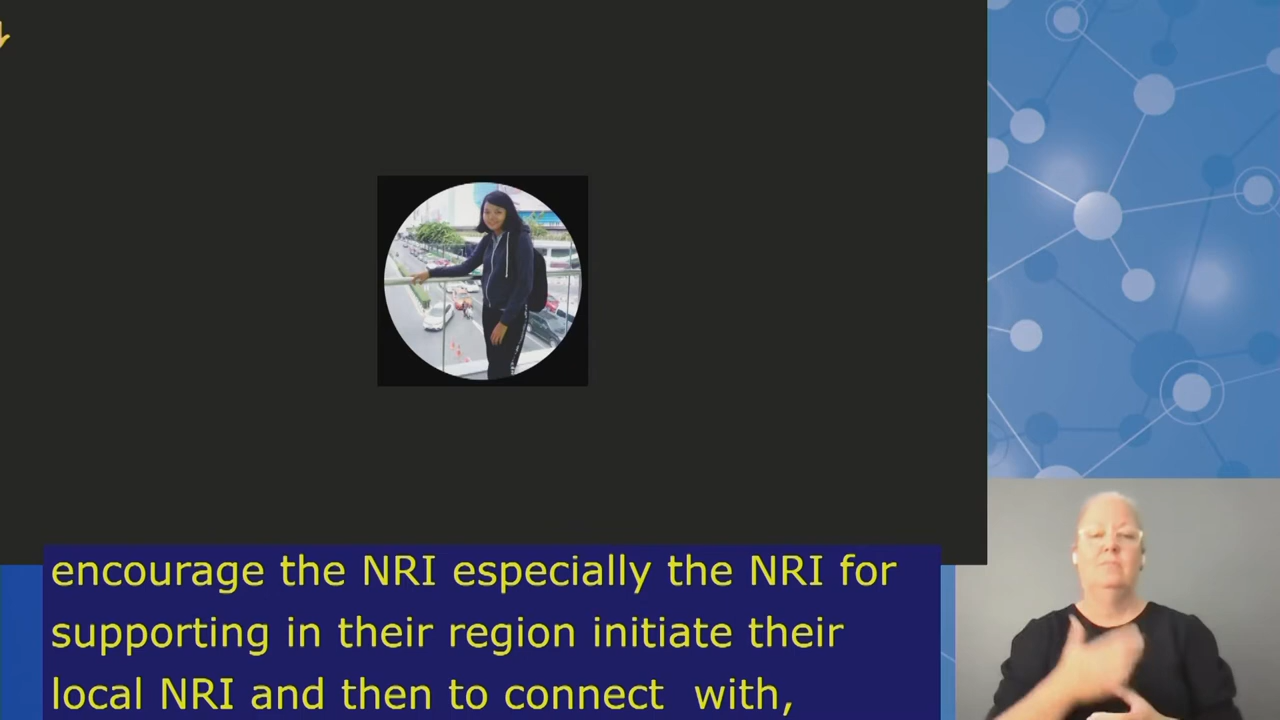 encourage the NRI especially the NRI for
supporting in their region initiate their
local NRI and then to connect  with,